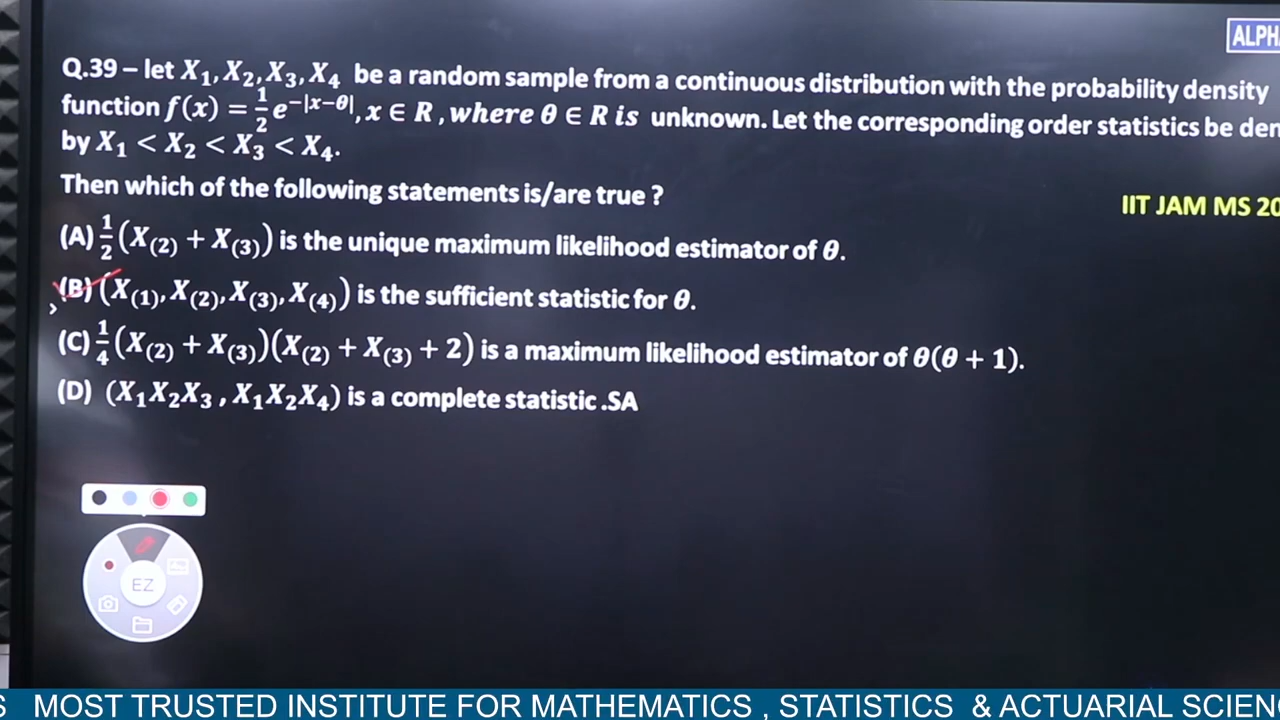 ALPH
Q.39 – let X₁, X₂, X₃, X₄ be a random sample from a continuous distribution with the probability density
function f(x) = ½e^{-|x-θ|}, x ∈ R, where θ ∈ R is unknown. Let the corresponding order statistics be den
by X₁ < X₂ < X₃ < X₄.
Then which of the following statements is/are true ?
IIT JAM MS 20
(A) ½(X₍₂₎ + X₍₃₎) is the unique maximum likelihood estimator of θ.
(B) (X₍₁₎, X₍₂₎, X₍₃₎, X₍₄₎) is the sufficient statistic for θ.
(C) ¼(X₍₂₎ + X₍₃₎)(X₍₂₎ + X₍₃₎ + 2) is a maximum likelihood estimator of θ(θ + 1).
(D) (X₁X₂X₃ , X₁X₂X₄) is a complete statistic .SA
EZ
S MOST TRUSTED INSTITUTE FOR MATHEMATICS , STATISTICS & ACTUARIAL SCIEN